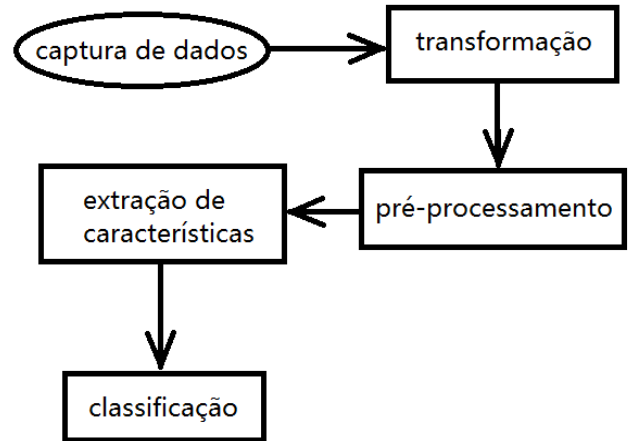 captura de dados
transformação
pré-processamento
extração de
características
classificação